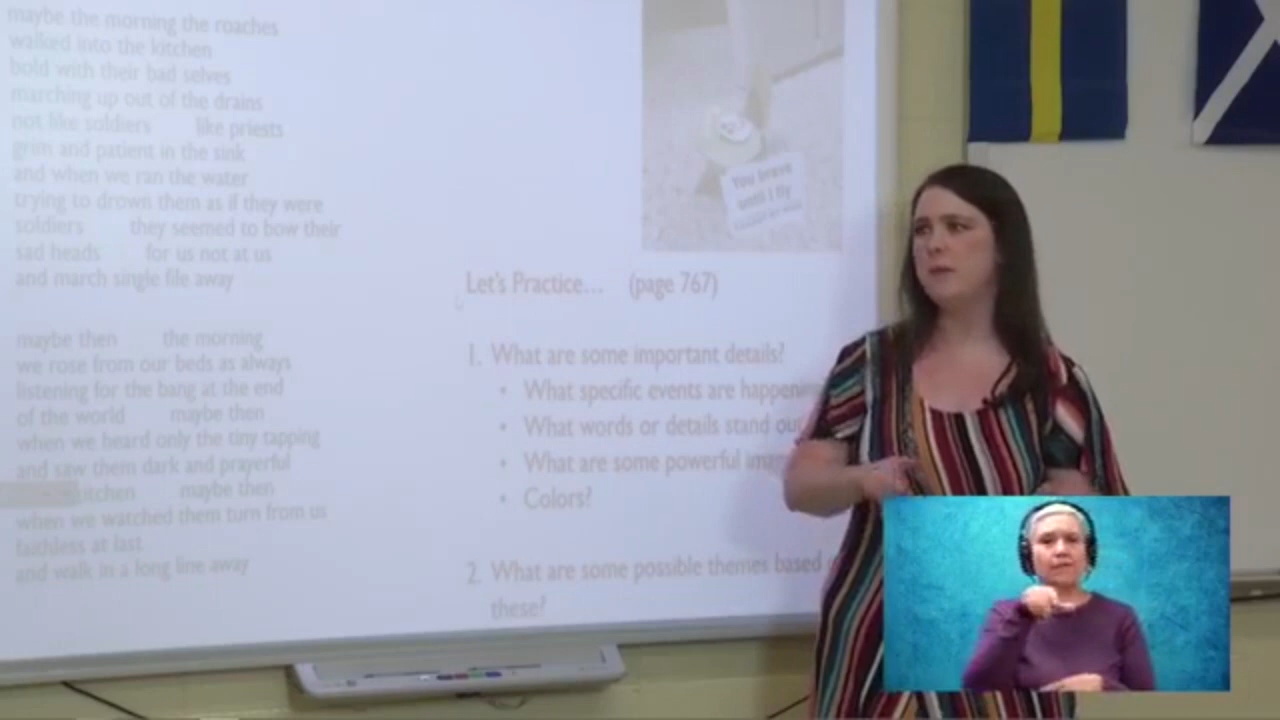 maybe the morning the roaches
walked into the kitchen
bold with their bad selves
marching up out of the drains
not like soldiers like priests
grim and patient in the sink
and when we ran the water
trying to drown them as if they were
soldiers they seemed to bow their
sad heads for us not at us
and march single file away
maybe then the morning
we rose from our beds as always
listening for the bang at the end
of the world maybe then
when we heard only the tiny tapping
and saw them dark and prayerful
kitchen maybe then
when we watched them turn from us
faithless at last
and walk in a long line away
You brave
until I fly
Let's Practice... (page 767)
1. What are some important details?
• What specific events are happening
• What words or details stand out
• What are some powerful
• Colors?
2. What are some possible themes based
these?